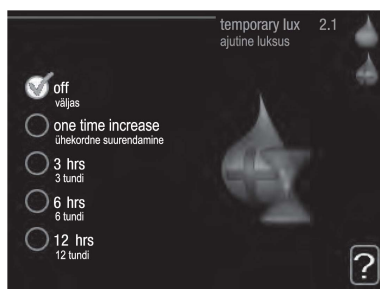 temporary lux 2.1
ajutine luksus
off
väljas
one time increase
ühekordne suurendamine
3 hrs
3 tundi
6 hrs
6 tundi
12 hrs
12 tundi
?